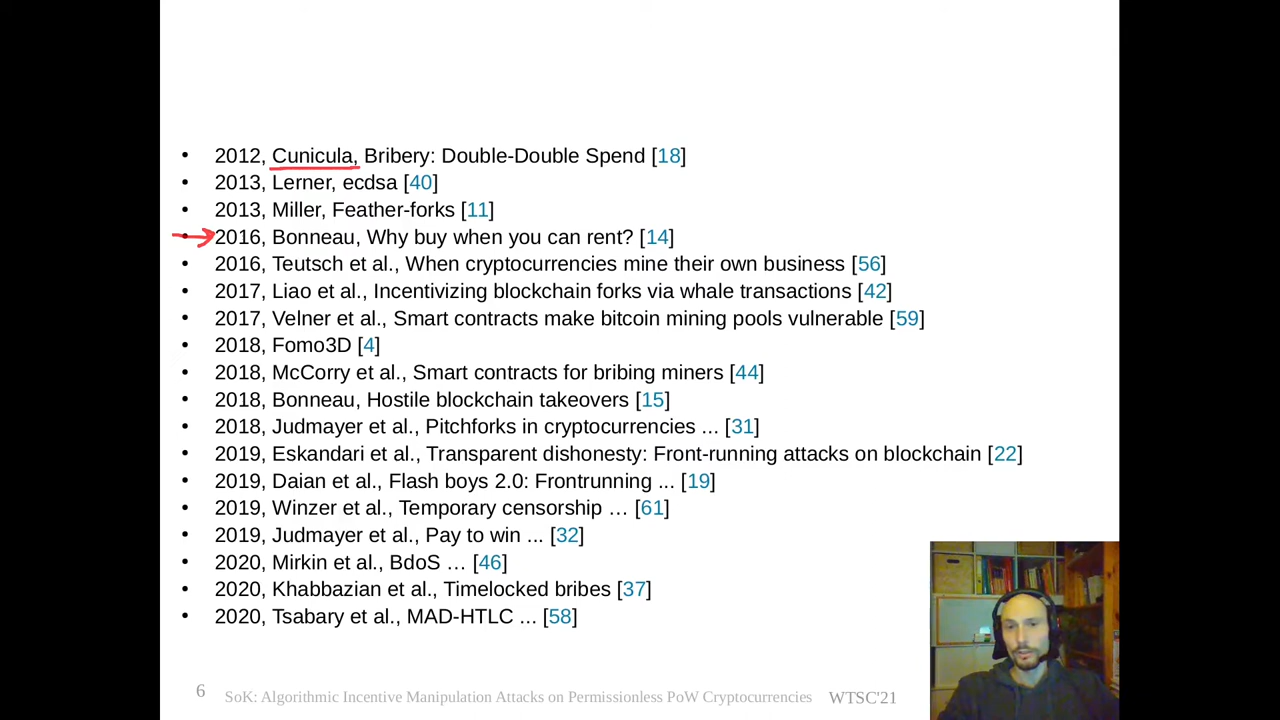 • 2012, Cunicula, Bribery: Double-Double Spend [18]
• 2013, Lerner, ecdsa [40]
• 2013, Miller, Feather-forks [11]
• 2016, Bonneau, Why buy when you can rent? [14]
• 2016, Teutsch et al., When cryptocurrencies mine their own business [56]
• 2017, Liao et al., Incentivizing blockchain forks via whale transactions [42]
• 2017, Velner et al., Smart contracts make bitcoin mining pools vulnerable [59]
• 2018, Fomo3D [4]
• 2018, McCorry et al., Smart contracts for bribing miners [44]
• 2018, Bonneau, Hostile blockchain takeovers [15]
• 2018, Judmayer et al., Pitchforks in cryptocurrencies ... [31]
• 2019, Eskandari et al., Transparent dishonesty: Front-running attacks on blockchain [22]
• 2019, Daian et al., Flash boys 2.0: Frontrunning ... [19]
• 2019, Winzer et al., Temporary censorship … [61]
• 2019, Judmayer et al., Pay to win ... [32]
• 2020, Mirkin et al., BdoS … [46]
• 2020, Khabbazian et al., Timelocked bribes [37]
• 2020, Tsabary et al., MAD-HTLC ... [58]
6 SoK: Algorithmic Incentive Manipulation Attacks on Permissionless PoW Cryptocurrencies WTSC'21